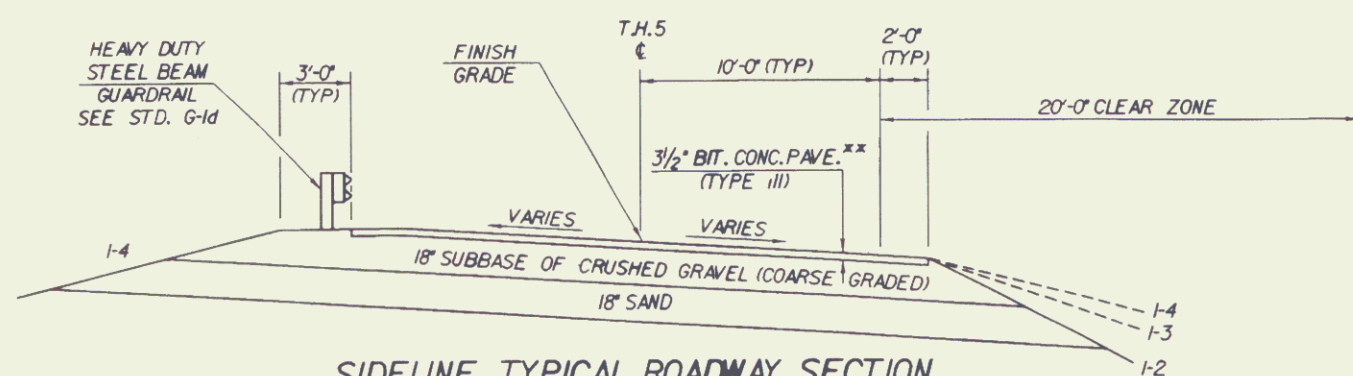 HEAVY DUTY
STEEL BEAM
GUARDRAIL
SEE STD. G-1d
3'-0"
(TYP)
FINISH
GRADE
T.H.5
℄
10'-0" (TYP)
2'-0"
(TYP)
20'-0" CLEAR ZONE
3½" BIT. CONC. PAVE.**
(TYPE III)
VARIES
VARIES
1-4
18" SUBBASE OF CRUSHED GRAVEL (COARSE GRADED)
18" SAND
1-4
1-3
1-2
SIDELINE TYPICAL ROADWAY SECTION